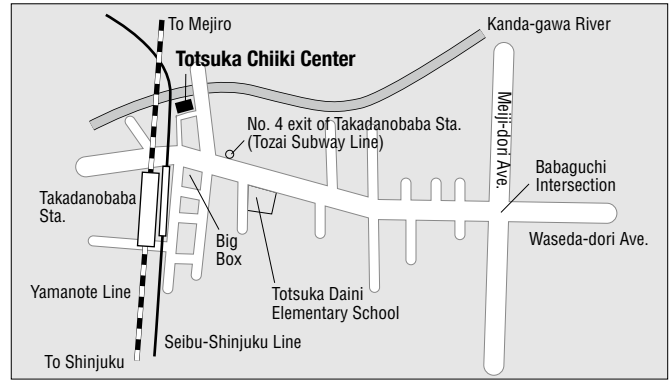 To Mejiro
Kanda-gawa River
Totsuka Chiiki Center
No. 4 exit of Takadanobaba Sta.
(Tozai Subway Line)
Meiji-dori Ave.
Babaguchi
Intersection
Takadanobaba
Sta.
Big
Box
Waseda-dori Ave.
Yamanote Line
Totsuka Daini
Elementary School
Seibu-Shinjuku Line
To Shinjuku